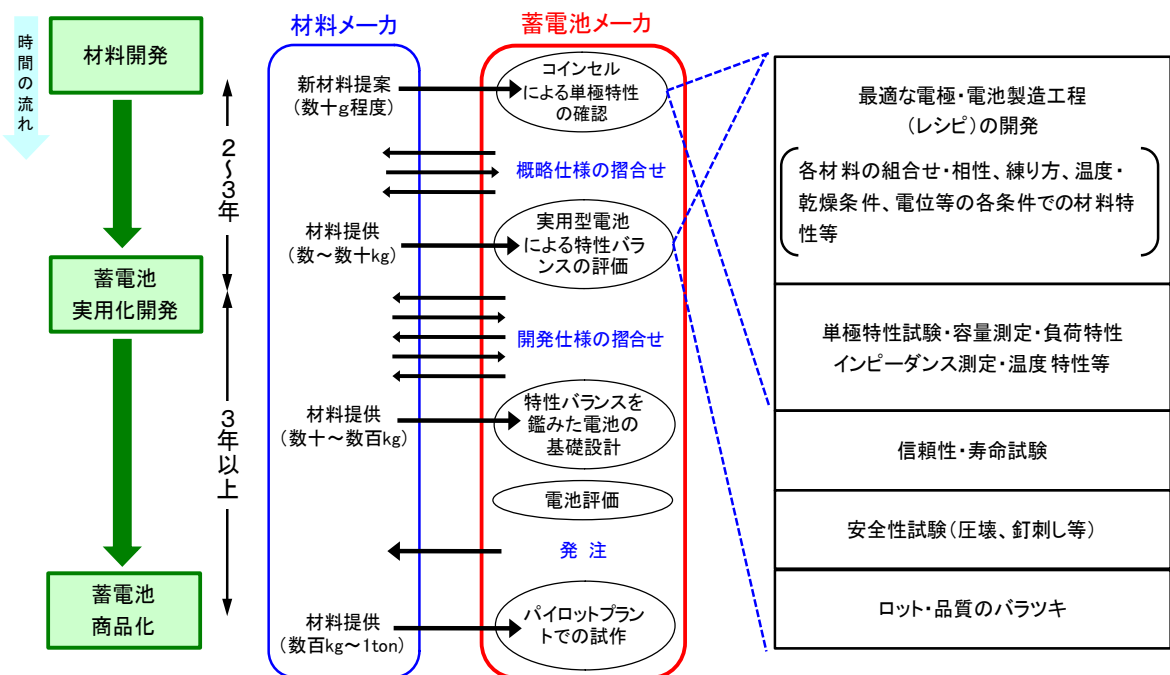 時間の流れ
材料開発
蓄電池
実用化開発
蓄電池
商品化
2～3年
3年以上
材料メーカ
新材料提案
（数十g程度）
材料提供
（数～数十kg）
材料提供
（数十～数百kg）
材料提供
（数百kg～1ton）
蓄電池メーカ
コインセル
による単極特性
の確認
概略仕様の摺合せ
実用型電池
による特性バラ
ンスの評価
開発仕様の摺合せ
特性バランスを
鑑みた電池の
基礎設計
電池評価
発 注
パイロットプラン
トでの試作
最適な電極・電池製造工程
（レシピ）の開発
各材料の組合せ・相性、練り方、温度・
乾燥条件、電位等の各条件での材料特
性等
単極特性試験・容量測定・負荷特性
インピーダンス測定・温度特性等
信頼性・寿命試験
安全性試験（圧壊、釘刺し等）
ロット・品質のバラツキ